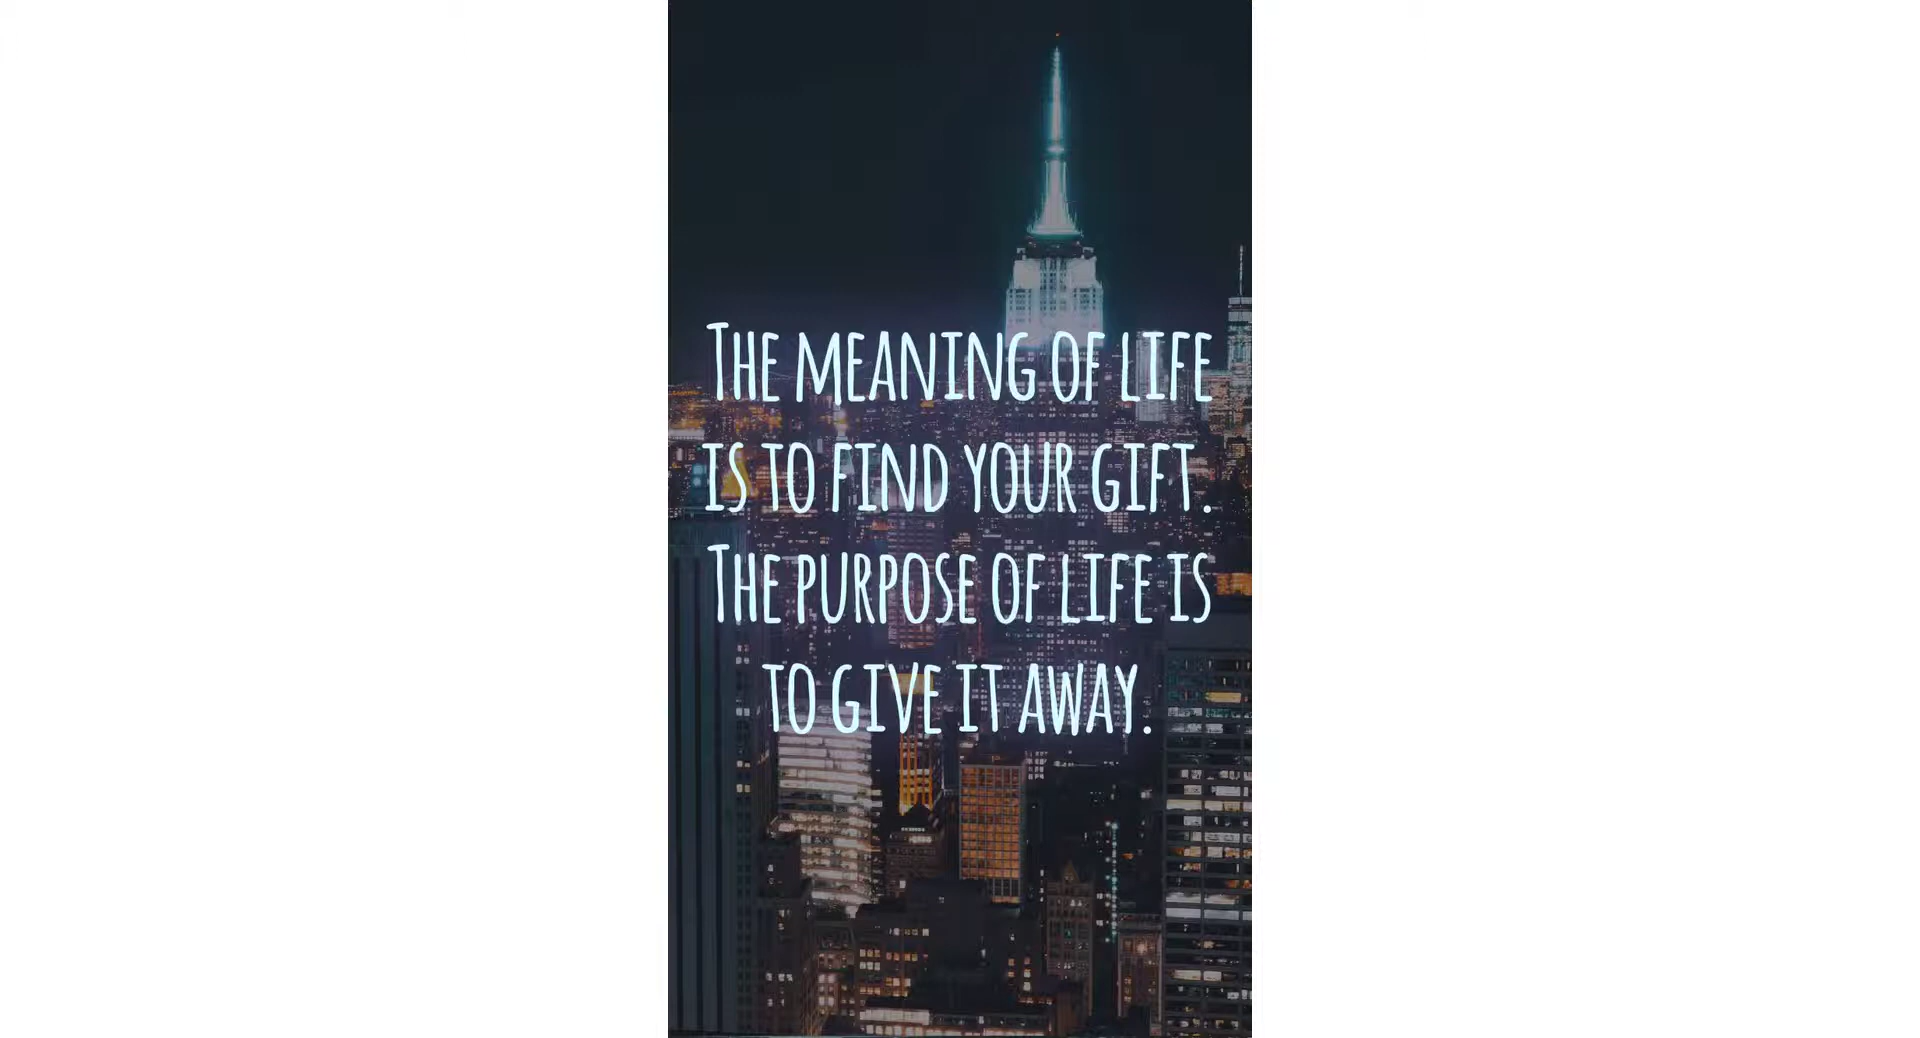 The meaning of life
is to find your gift.
The purpose of life is
to give it away.